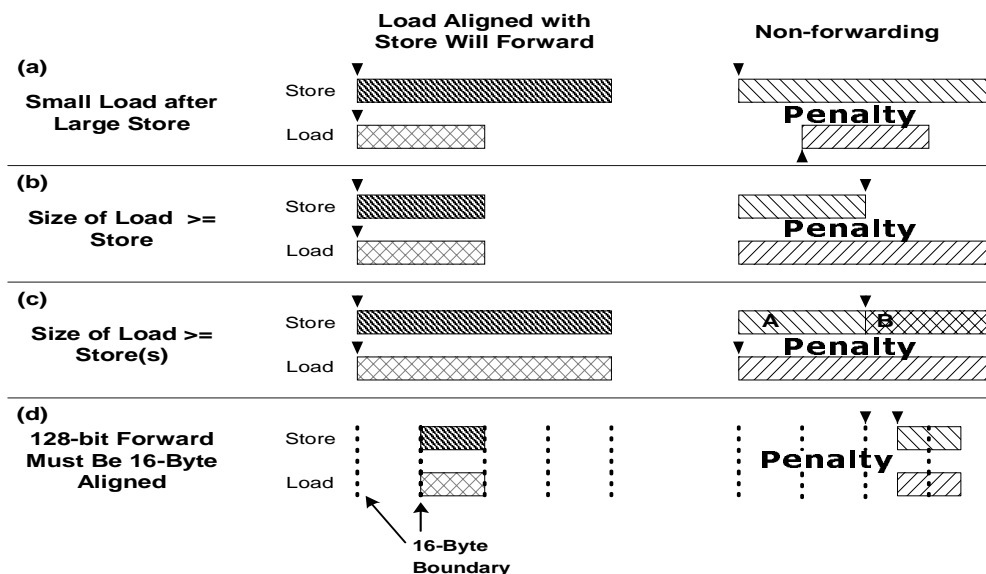 Load Aligned with
Store Will Forward
Non-forwarding
(a)
Small Load after
Large Store
Store
Load
Penalty
(b)
Size of Load >=
Store
Store
Load
Penalty
(c)
Size of Load >=
Store(s)
Store
Load
A
B
Penalty
(d)
128-bit Forward
Must Be 16-Byte
Aligned
Store
Load
Penalty
16-Byte
Boundary